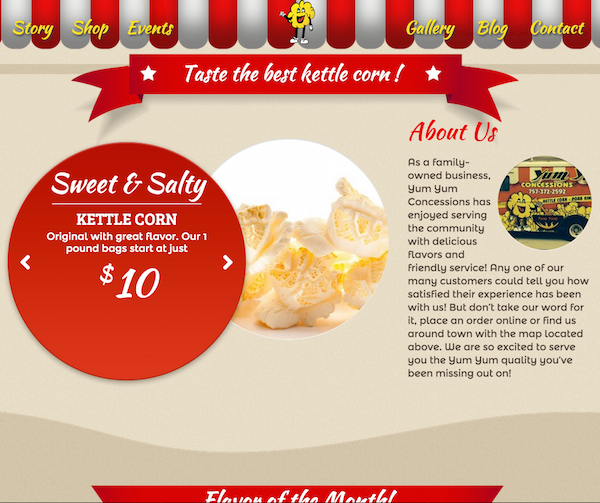 Story Shop Events Gallery Blog Contact
Taste the best kettle corn !
About Us
Sweet & Salty
KETTLE CORN
Original with great flavor. Our 1
pound bags start at just
$10
As a family-
owned business,
Yum Yum
Concessions has
enjoyed serving
the community
with delicious
flavors and
friendly service! Any one of our
many customers could tell you how
satisfied their experience has been
with us! But don't take our word for
it, place an order online or find us
around town with the map located
above. We are so excited to serve
you the Yum Yum quality you've
been missing out on!
Yum
CONCESSIONS
757-372-2592
KETTLE CORN
Flavor of the Month!